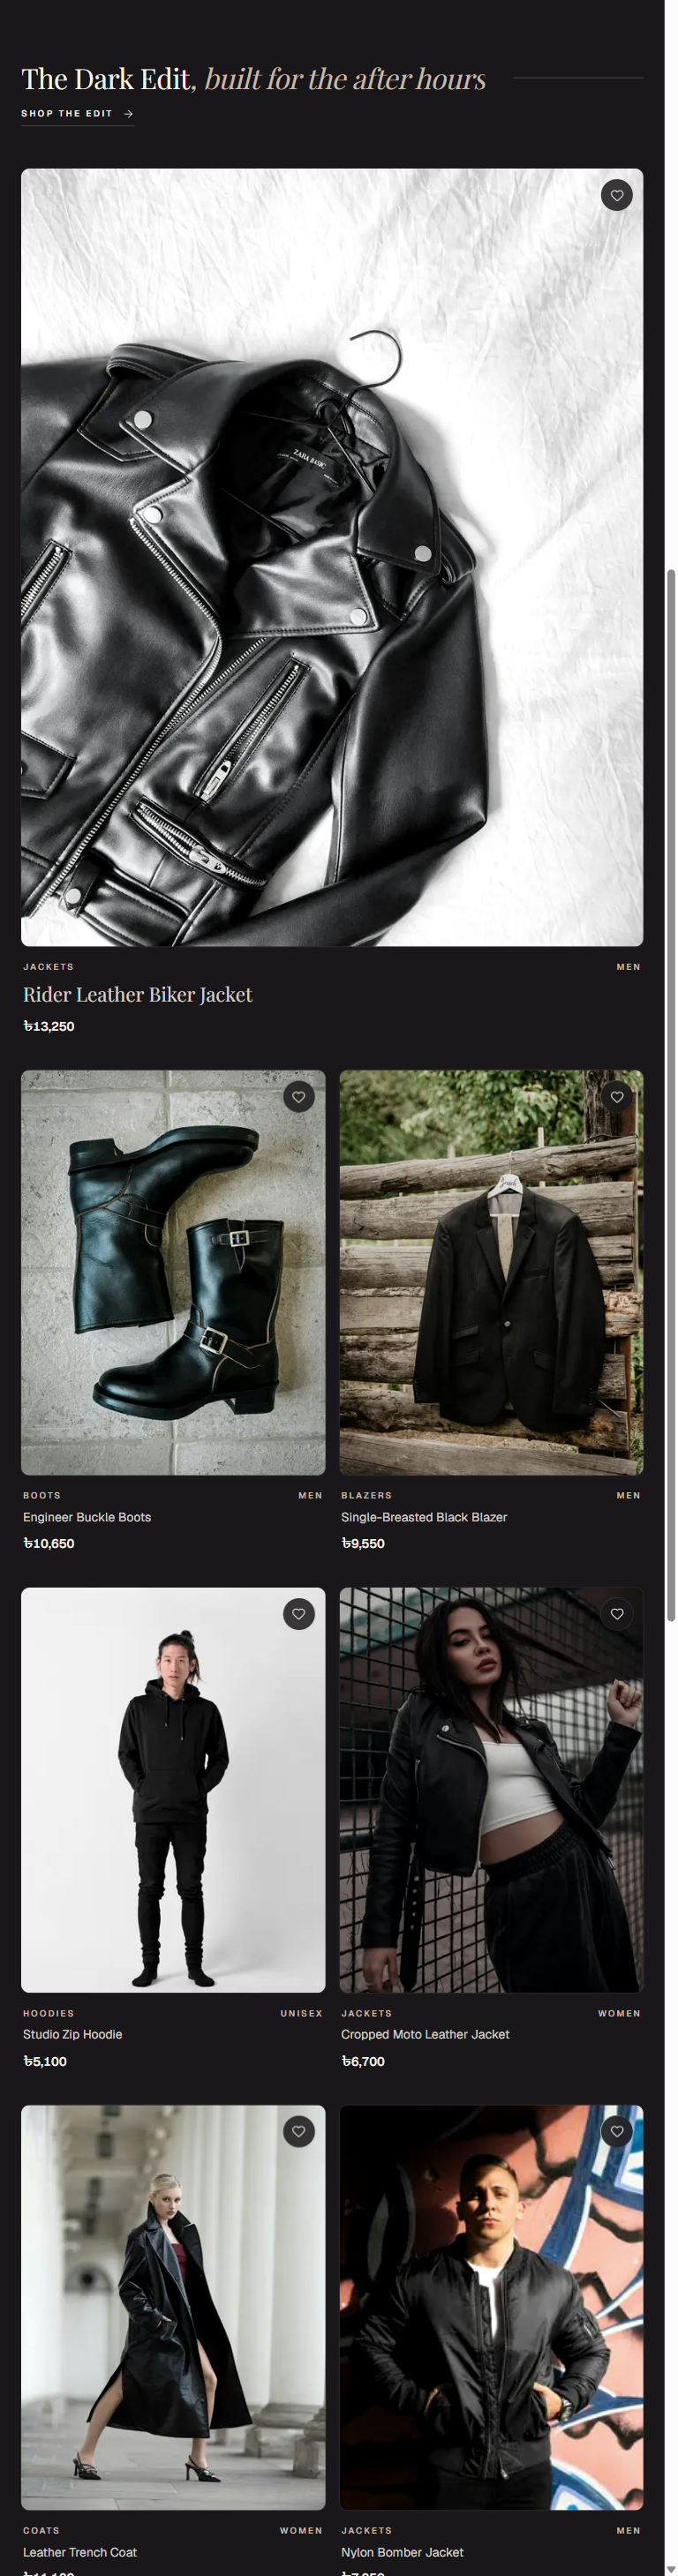 The Dark Edit, built for the after hours
SHOP THE EDIT →
ZARA BASIC
JACKETS MEN
Rider Leather Biker Jacket
৳13,250
BOOTS MEN
Engineer Buckle Boots
৳10,650
BLAZERS MEN
Single-Breasted Black Blazer
৳9,550
HOODIES UNISEX
Studio Zip Hoodie
৳5,100
JACKETS WOMEN
Cropped Moto Leather Jacket
৳6,700
COATS WOMEN
Leather Trench Coat
JACKETS MEN
Nylon Bomber Jacket